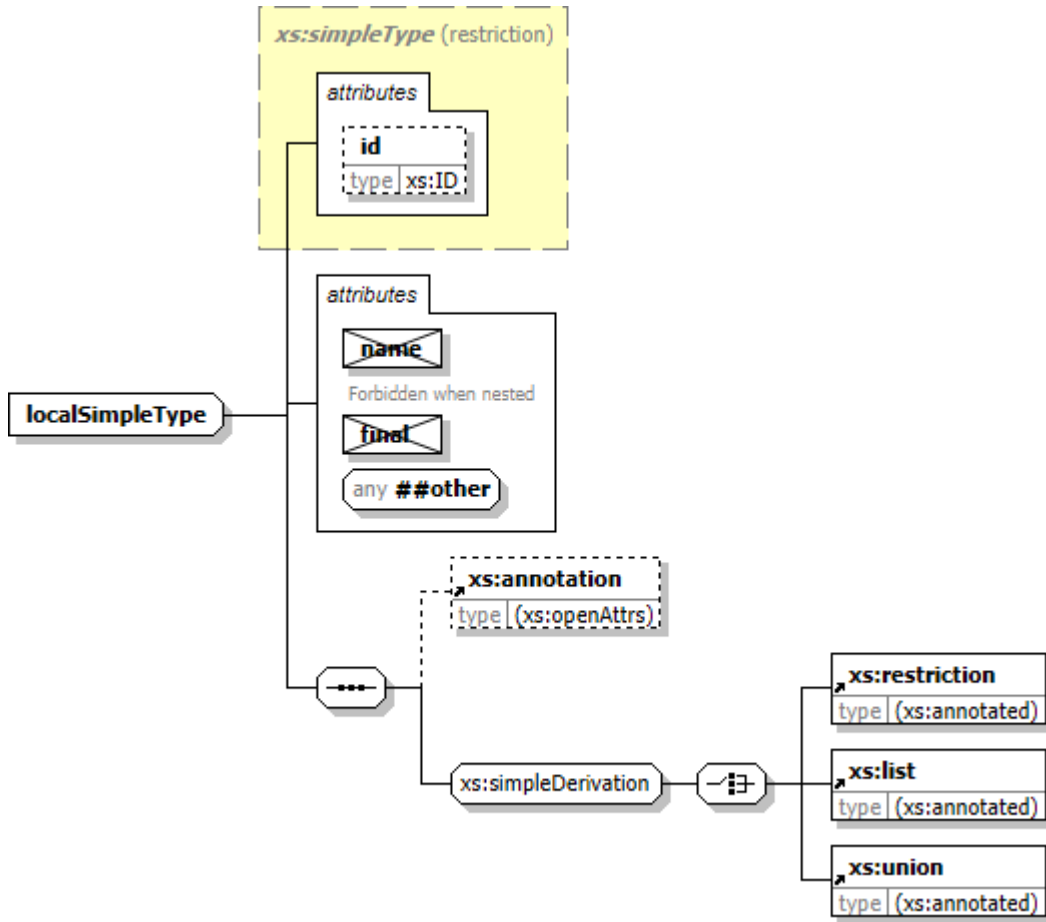 xs:simpleType (restriction)
attributes
id
type xs:ID
attributes
name
Forbidden when nested
final
any ##other
localSimpleType
xs:annotation
type (xs:openAttrs)
xs:restriction
type (xs:annotated)
xs:simpleDerivation
xs:list
type (xs:annotated)
xs:union
type (xs:annotated)